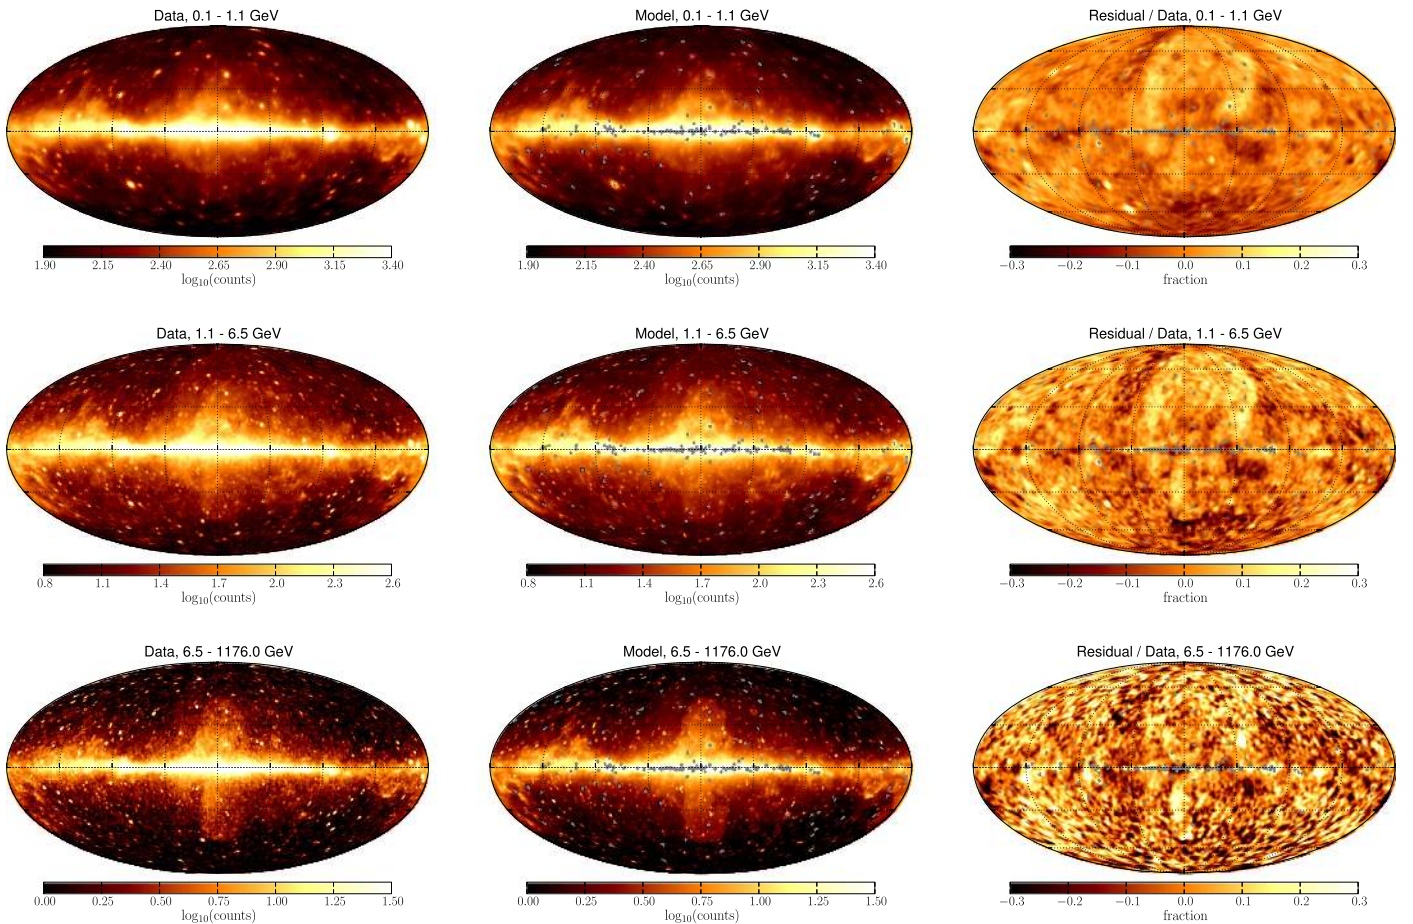 Data, 0.1 - 1.1 GeV
Model, 0.1 - 1.1 GeV
Residual / Data, 0.1 - 1.1 GeV
1.90 2.15 2.40 2.65 2.90 3.15 3.40
log10(counts)
1.90 2.15 2.40 2.65 2.90 3.15 3.40
log10(counts)
−0.3 −0.2 −0.1 0.0 0.1 0.2 0.3
fraction
Data, 1.1 - 6.5 GeV
Model, 1.1 - 6.5 GeV
Residual / Data, 1.1 - 6.5 GeV
0.8 1.1 1.4 1.7 2.0 2.3 2.6
log10(counts)
0.8 1.1 1.4 1.7 2.0 2.3 2.6
log10(counts)
−0.3 −0.2 −0.1 0.0 0.1 0.2 0.3
fraction
Data, 6.5 - 1176.0 GeV
Model, 6.5 - 1176.0 GeV
Residual / Data, 6.5 - 1176.0 GeV
0.00 0.25 0.50 0.75 1.00 1.25 1.50
log10(counts)
0.00 0.25 0.50 0.75 1.00 1.25 1.50
log10(counts)
−0.3 −0.2 −0.1 0.0 0.1 0.2 0.3
fraction